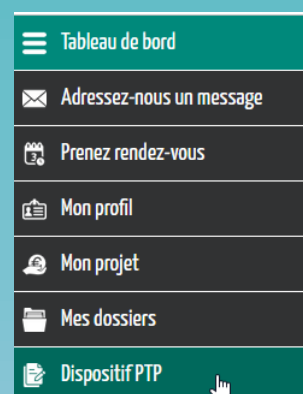 Tableau de bord
Adressez-nous un message
Prenez rendez-vous
Mon profil
Mon projet
Mes dossiers
Dispositif PTP